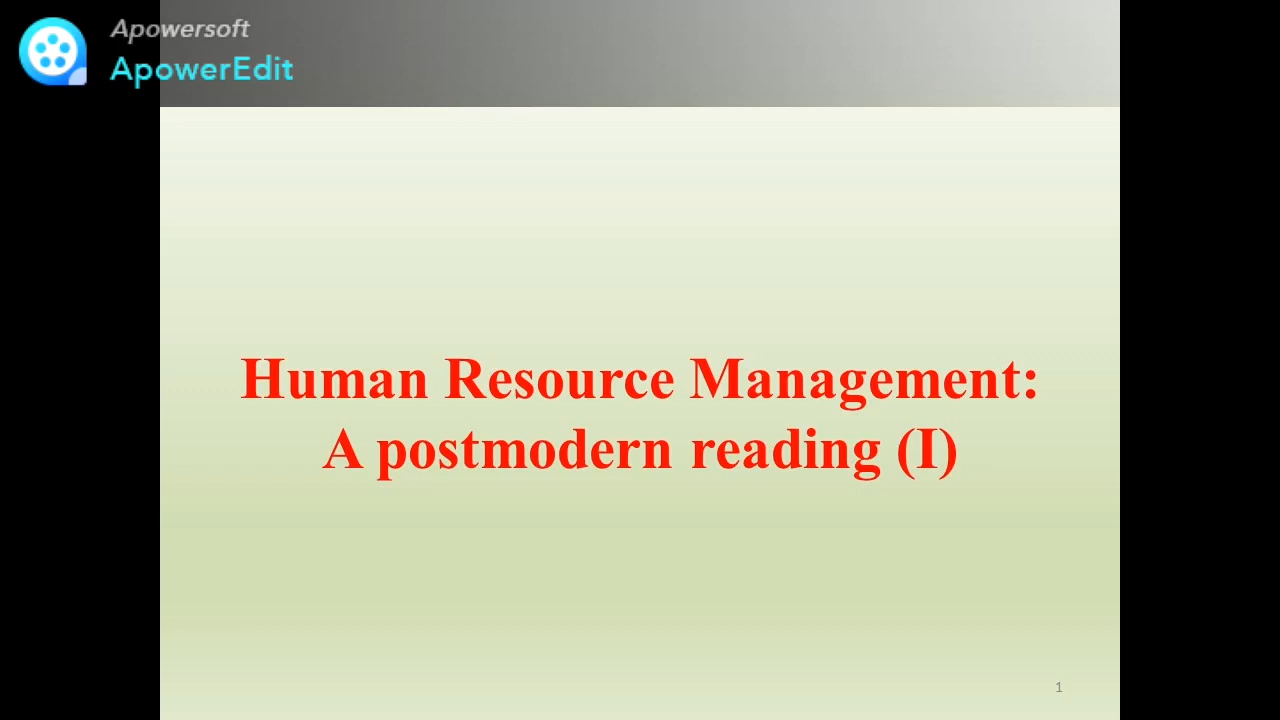 Apowersoft
ApowerEdit
Human Resource Management:
A postmodern reading (I)
1